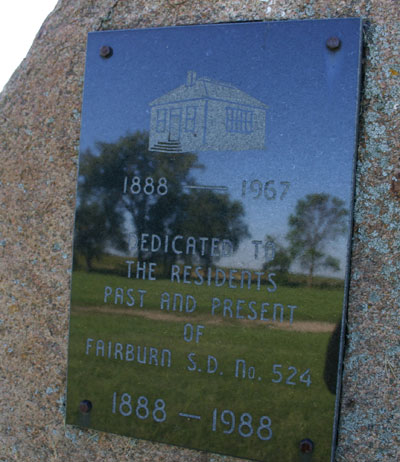 1888 — 1967
DEDICATED TO
THE RESIDENTS
PAST AND PRESENT
OF
FAIRBURN S.D. No. 524
1888 — 1988